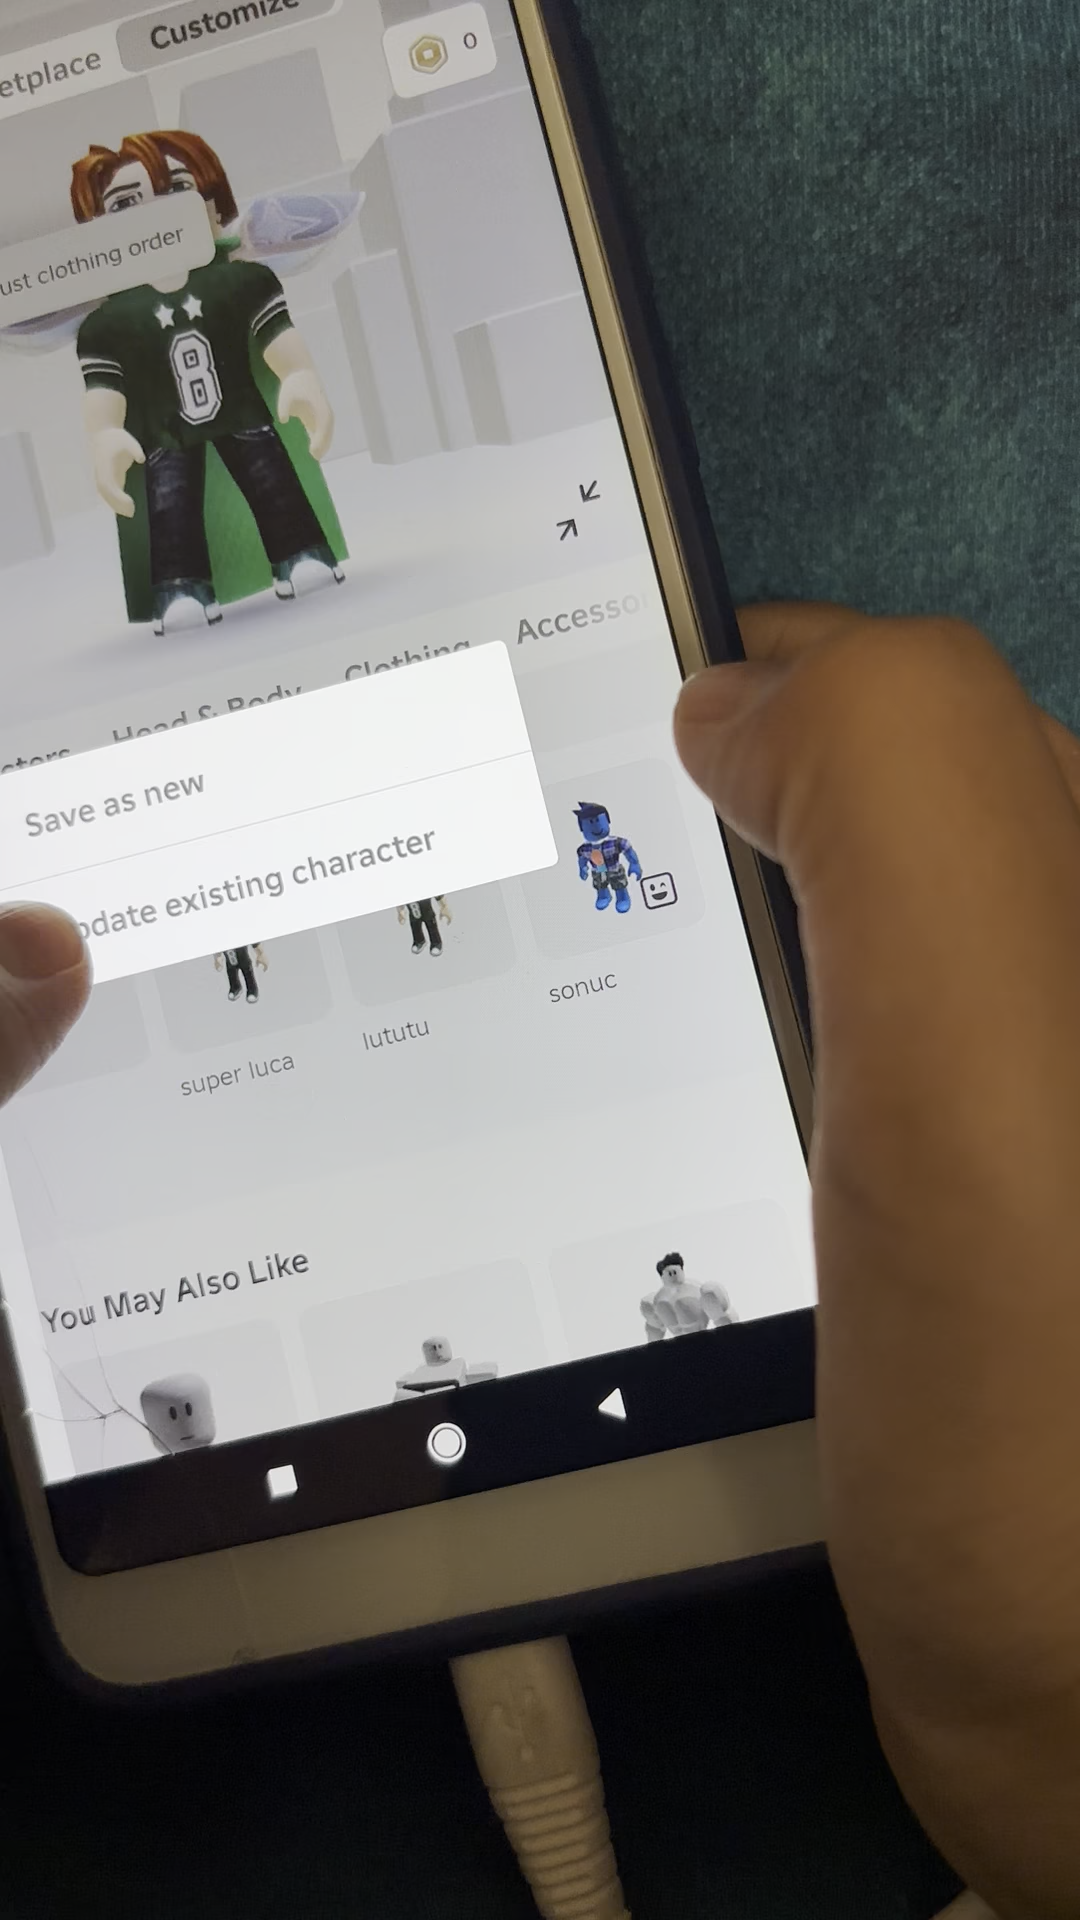 etplace
Customize
0
ust clothing order
8
Head & Body
Clothing
Accessor
Save as new
pdate existing character
super luca
lututu
sonuc
You May Also Like